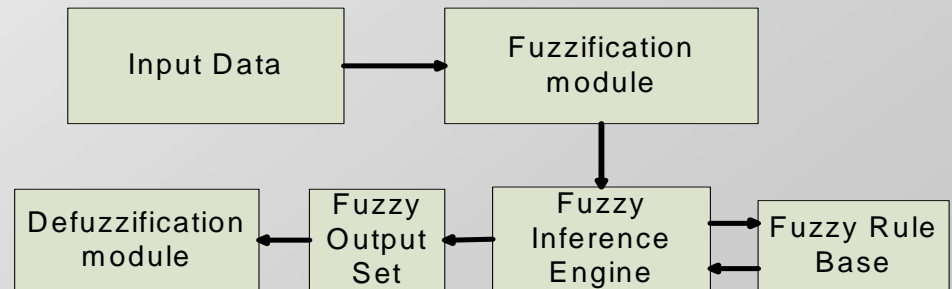 Input Data
Fuzzification
module
Defuzzification
module
Fuzzy
Output
Set
Fuzzy
Inference
Engine
Fuzzy Rule
Base